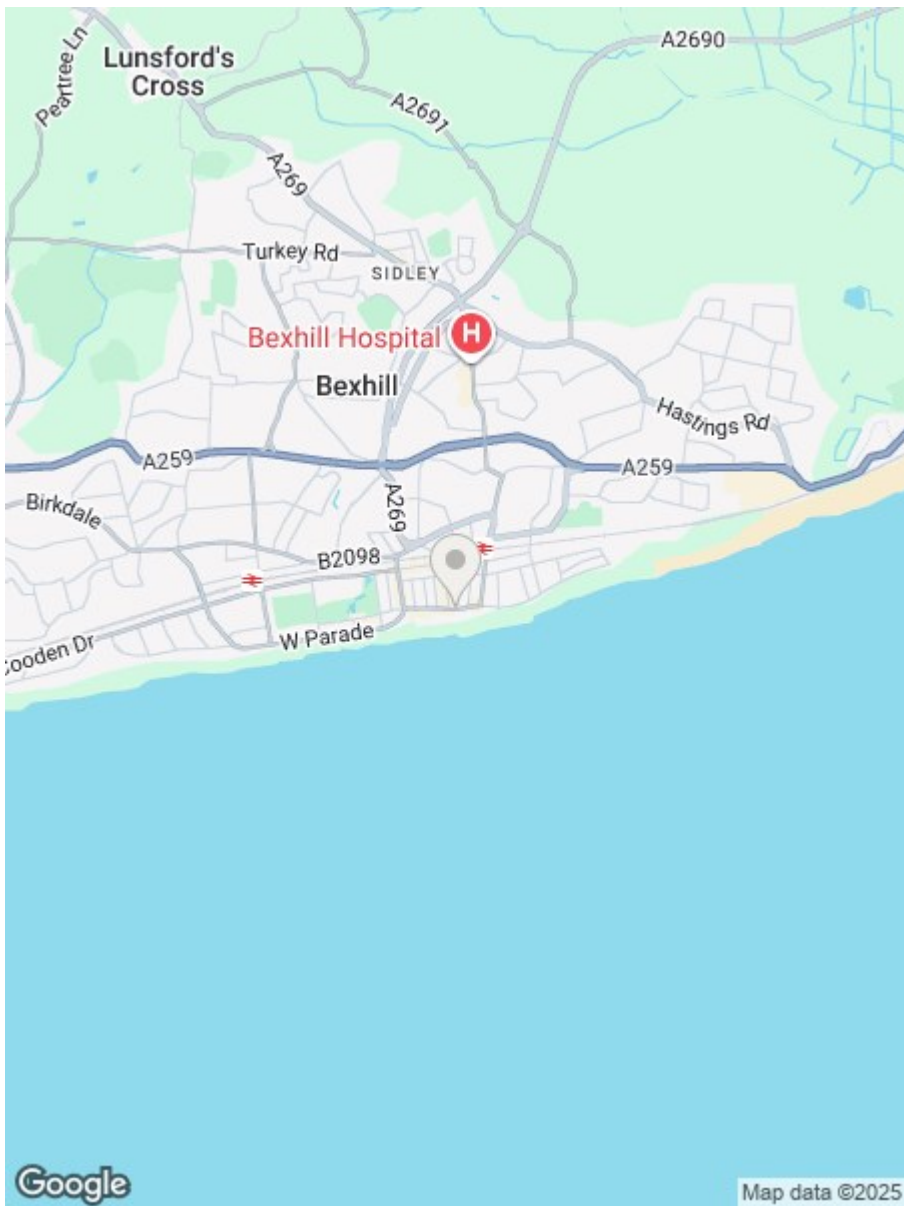 A2690
Lunsford's
Cross
Peartree Ln
A2691
A269
Turkey Rd
SIDLEY
H
Bexhill Hospital
Bexhill
Hastings Rd
A259
A259
Birkdale
A269
B2098
W Parade
Cooden Dr
Google
Map data ©2025